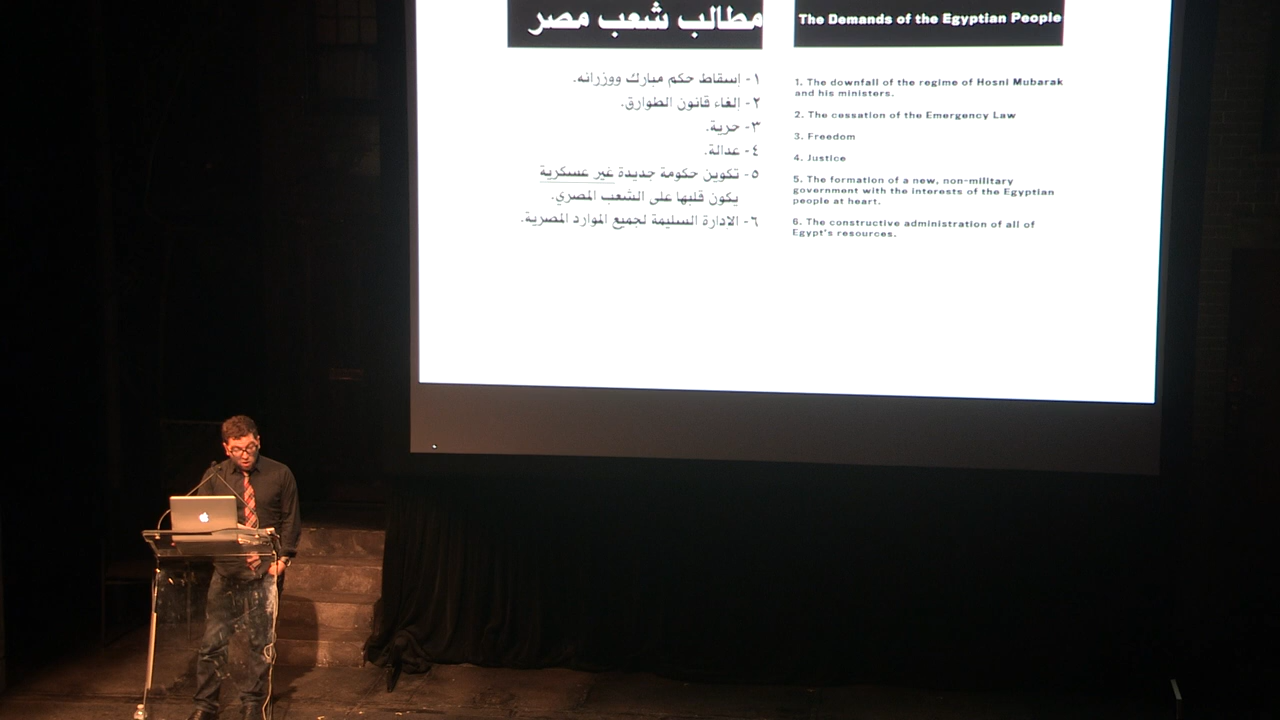 مطالب شعب مصر
١- إسقاط حكم مبارك ووزرائه.
٢- إلغاء قانون الطوارق.
٣- حرية.
٤- عدالة.
٥- تكوين حكومة جديدة غير عسكرية
يكون قلبها على الشعب المصري.
٦- الادارة السليمة لجميع الموارد المصرية.
The Demands of the Egyptian People
1. The downfall of the regime of Hosni Mubarak
and his ministers.
2. The cessation of the Emergency Law
3. Freedom
4. Justice
5. The formation of a new, non-military
government with the interests of the Egyptian
people at heart.
6. The constructive administration of all of
Egypt's resources.